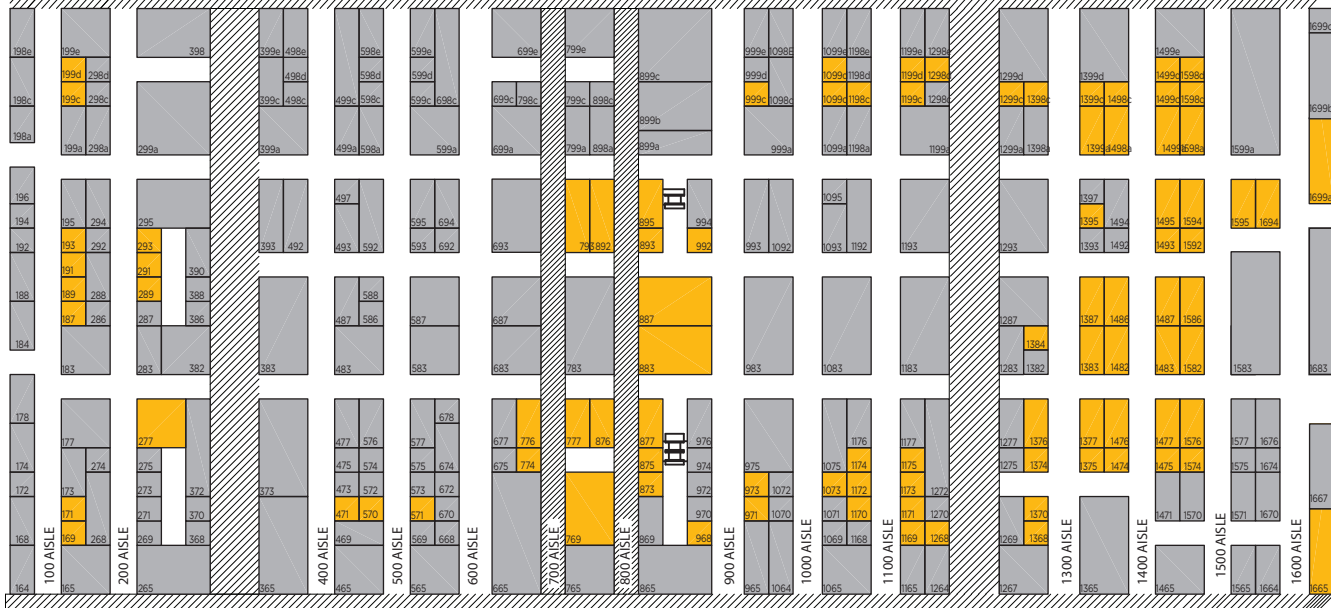 198e 199e 398 399e 498e 598e 599e 699e 799e 999e 1098E 1099e 1198e 1199e 1298e 1499e 1699c
199d 298d 498d 598d 599d 899c 999d 1099d 1198d 1199d 1298d 1299d 1399d 1499d 1598d
198c 199c 298c 399c 498c 499c 598c 599c 698c 699c 798c 799c 898c 999c 1098c 1099c 1198c 1199c 1298c 1299c 1398c 1399c 1498c 1499c 1598c 1699b
899b
198a 199a 298a 299a 399a 499a 598a 599a 699a 799a 898a 899a 999a 1099a 1198a 1199a 1299a 1398a 1399a 1498a 1499a 1598a 1599a
196 497 1095 1397 1699a
194 195 294 295 595 694 895 994 1395 1494 1495 1594 1595 1694
192 193 292 293 393 492 493 592 593 692 693 793 892 893 992 993 1092 1093 1192 1193 1293 1393 1492 1493 1592
191 291 390
188 189 288 289 388 588
187 286 287 386 487 586 587 687 887 1287 1387 1486 1487 1586
184 1384
183 283 382 383 483 583 683 783 883 983 1083 1183 1283 1382 1383 1482 1483 1582 1583 1683
178 678
177 277 477 576 577 677 776 777 876 877 976 1176 1177 1277 1376 1377 1476 1477 1576 1577 1676
174 274 275 475 574 575 674 675 774 875 974 975 1075 1174 1175 1275 1374 1375 1474 1475 1574 1575 1674
172 173 273 372 373 473 572 573 672 873 972 973 1072 1073 1172 1173 1272 1667
171 271 370 471 570 571 670 970 971 1070 1071 1170 1171 1270 1370 1471 1570 1571 1670
168 169 268 269 368 469 569 668 769 869 968 1069 1168 1169 1268 1269 1368
164 165 265 365 465 565 665 765 865 965 1064 1065 1165 1264 1267 1365 1465 1565 1664 1665
100 AISLE
200 AISLE
400 AISLE
500 AISLE
600 AISLE
700 AISLE
800 AISLE
900 AISLE
1000 AISLE
1100 AISLE
1300 AISLE
1400 AISLE
1500 AISLE
1600 AISLE